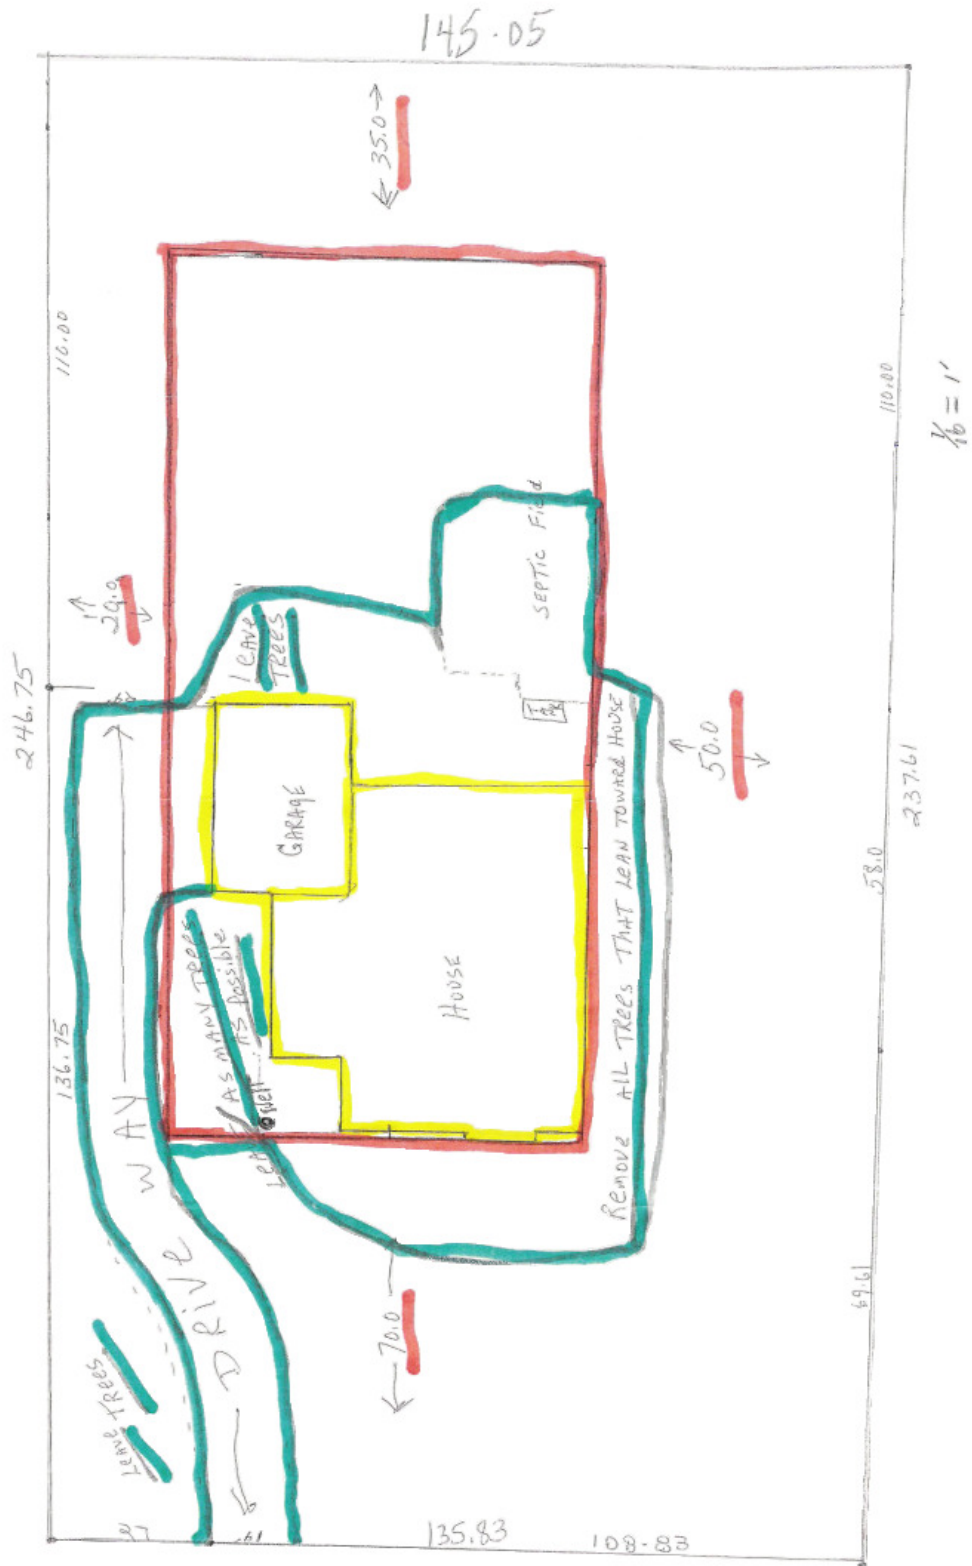 145.05
← 35.0 →
110.00
110.00
1/16 = 1'
Septic Field
← 20.0 →
LEAVE
TREES
246.75
TANK
← 50.0 →
237.61
GARAGE
58.0
Remove ALL TREES THAT LEAN TOWARD HOUSE
LEAVE AS MANY TREES
AS Possible
HOUSE
136.75
Well
DRIVE WAY
69.61
← 70.0
LEAVE TREES
135.83
108.83